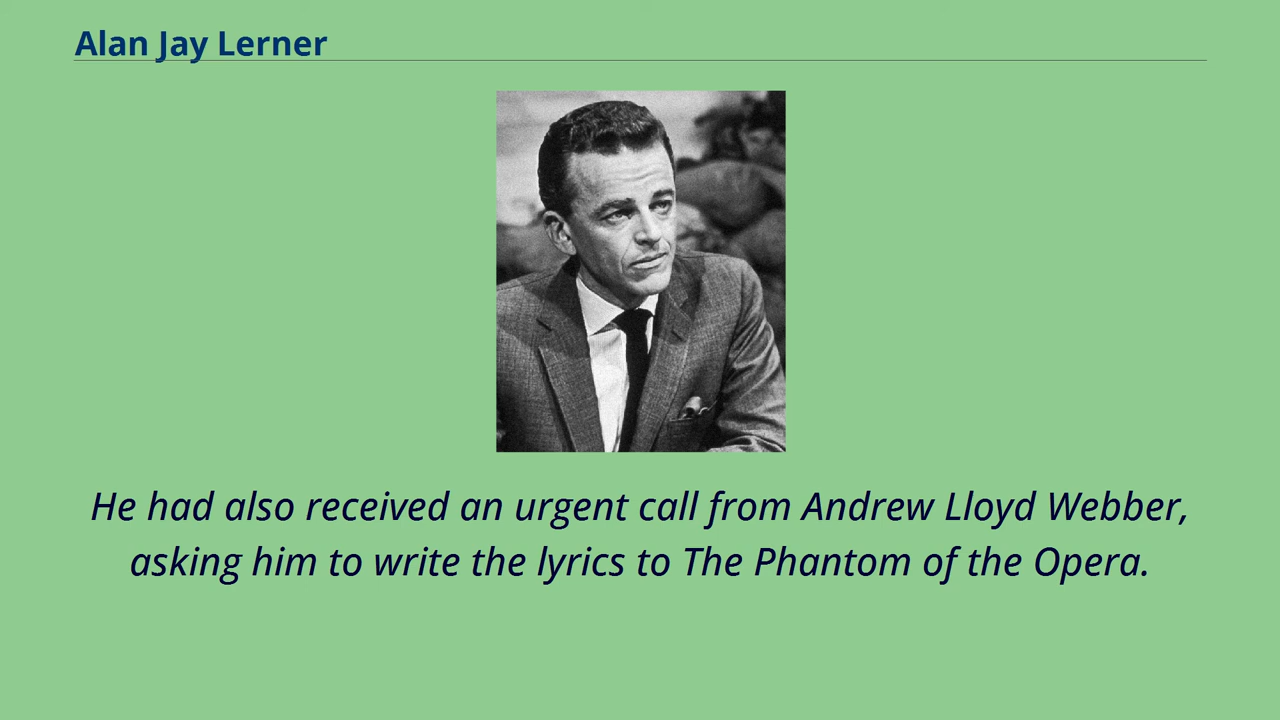 Alan Jay Lerner
He had also received an urgent call from Andrew Lloyd Webber,
asking him to write the lyrics to The Phantom of the Opera.